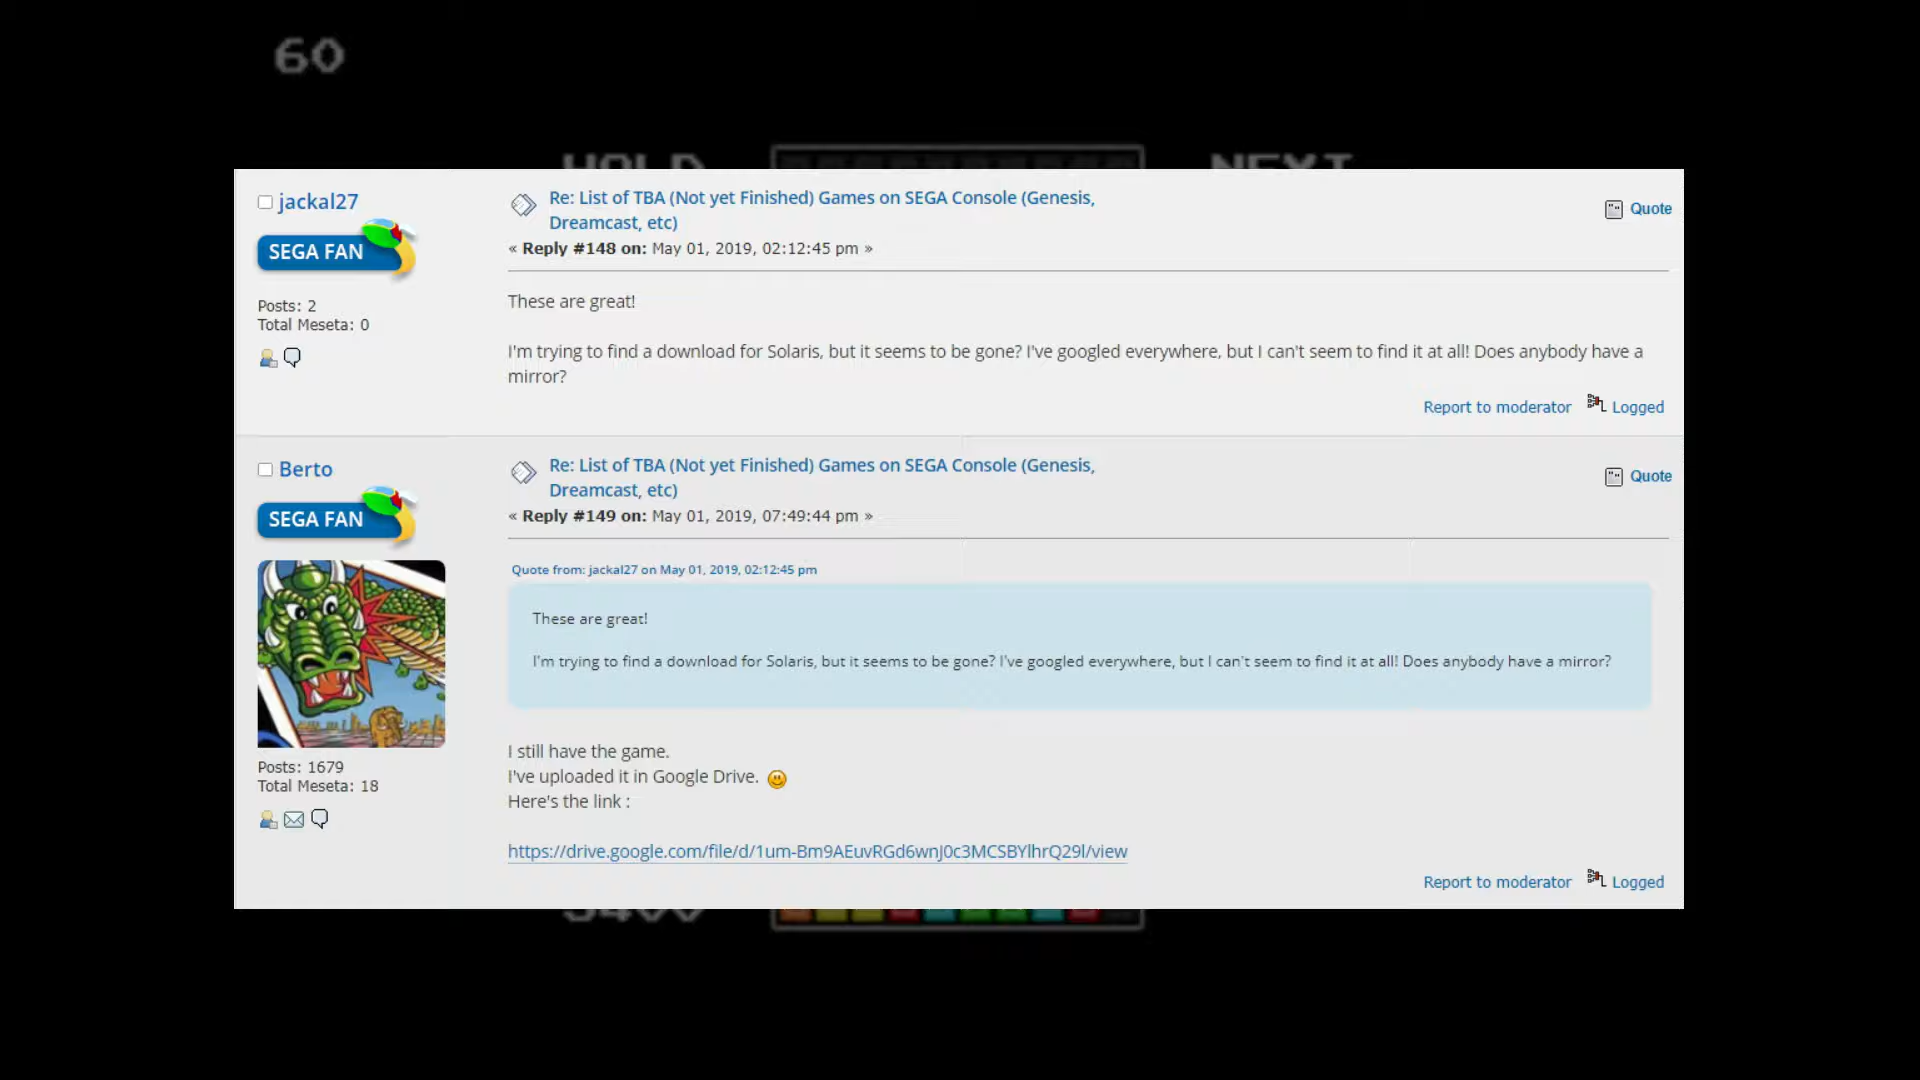 60
HOLD
NEXT
jackal27
SEGA FAN
Posts: 2
Total Meseta: 0
Re: List of TBA (Not yet Finished) Games on SEGA Console (Genesis,
Dreamcast, etc)
Quote
« Reply #148 on: May 01, 2019, 02:12:45 pm »
These are great!
I'm trying to find a download for Solaris, but it seems to be gone? I've googled everywhere, but I can't seem to find it at all! Does anybody have a
mirror?
Report to moderator
Logged
Berto
SEGA FAN
Posts: 1679
Total Meseta: 18
Re: List of TBA (Not yet Finished) Games on SEGA Console (Genesis,
Dreamcast, etc)
Quote
« Reply #149 on: May 01, 2019, 07:49:44 pm »
Quote from: jackal27 on May 01, 2019, 02:12:45 pm
These are great!
I'm trying to find a download for Solaris, but it seems to be gone? I've googled everywhere, but I can't seem to find it at all! Does anybody have a mirror?
I still have the game.
I've uploaded it in Google Drive.
Here's the link :
https://drive.google.com/file/d/1um-Bm9AEuvRGd6wnJ0c3MCSBYlhrQ29l/view
Report to moderator
Logged